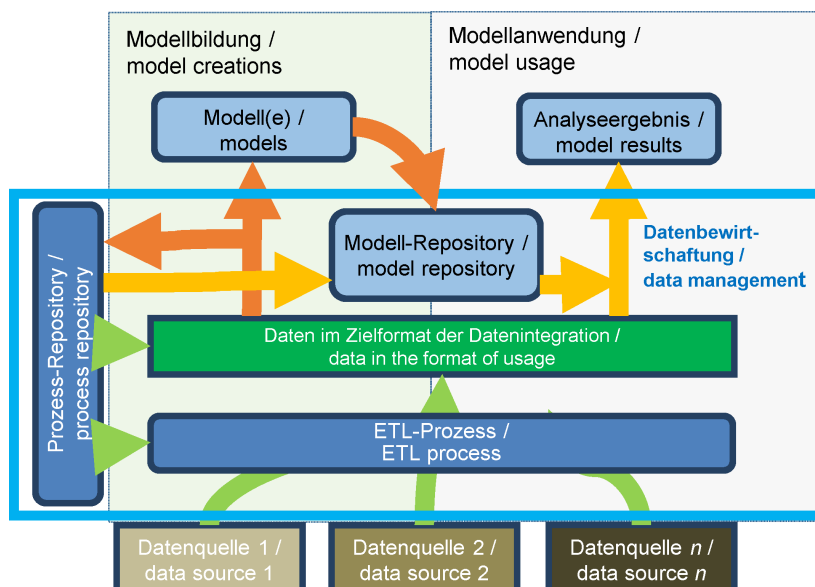 Modellbildung /
model creations
Modellanwendung /
model usage
Modell(e) /
models
Analyseergebnis /
model results
Prozess-Repository /
process repository
Modell-Repository /
model repository
Datenbewirt-
schaftung /
data management
Daten im Zielformat der Datenintegration /
data in the format of usage
ETL-Prozess /
ETL process
Datenquelle 1 /
data source 1
Datenquelle 2 /
data source 2
Datenquelle n /
data source n